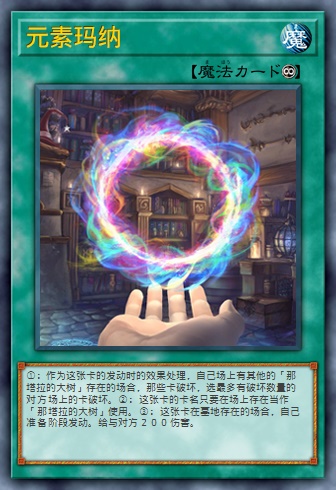 元素玛纳
魔
【魔法カード】
①：作为这张卡的发动时的效果处理，自己场上有其他的「那
塔拉的大树」存在的场合，那些卡破坏，选最多有破坏数量的
对方场上的卡破坏。②：这张卡的卡名只要在场上存在当作
「那塔拉的大树」使用。③：这张卡在墓地存在的场合，自己
准备阶段发动。给与对方２００伤害。